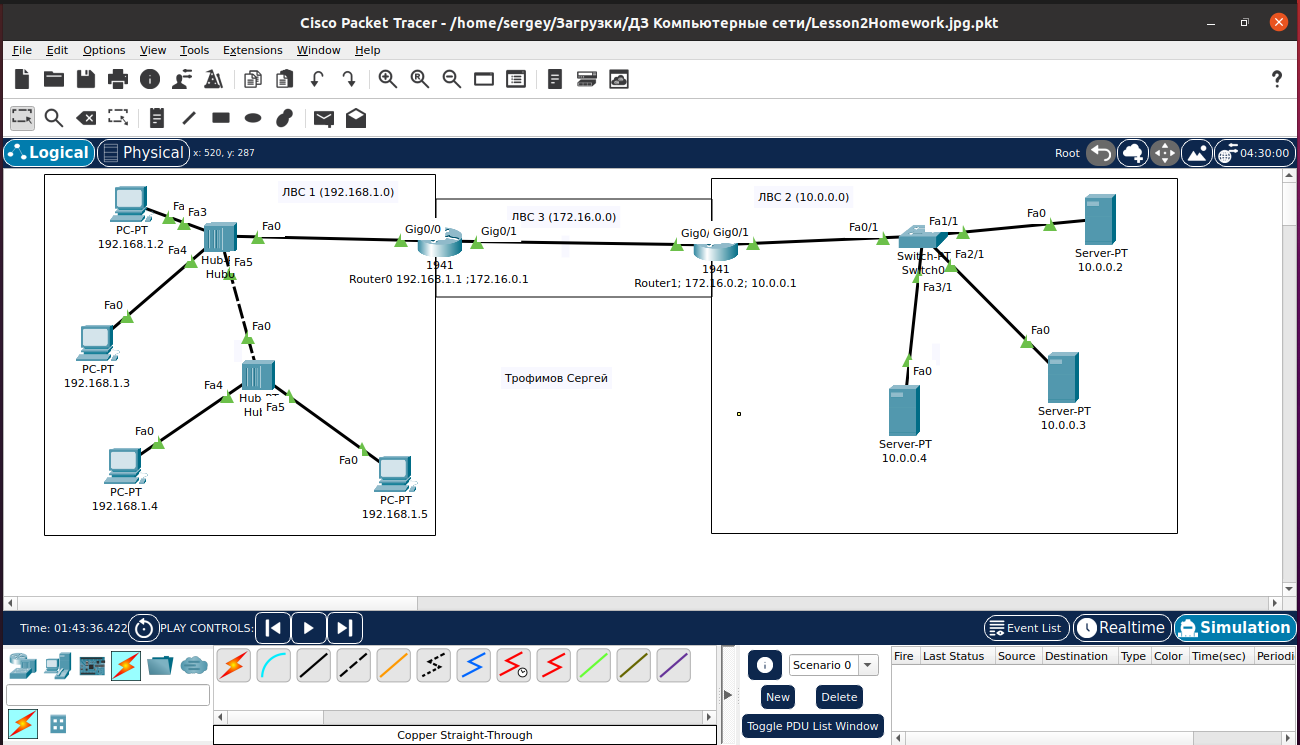 Cisco Packet Tracer - /home/sergey/Загрузки/ДЗ Компьютерные сети/Lesson2Homework.jpg.pkt
File Edit Options View Tools Extensions Window Help
Logical Physical x: 520, y: 287 Root 04:30:00
ЛВС 1 (192.168.1.0)
ЛВС 3 (172.16.0.0)
ЛВС 2 (10.0.0.0)
Fa Fa3
PC-PT
192.168.1.2
Fa4
Fa0
Fa5
Gig0/0
Gig0/1
1941
Router0 192.168.1.1 ;172.16.0.1
Gig0/1
1941
Router1; 172.16.0.2; 10.0.0.1
Fa0/1
Fa1/1
Switch-PT
Switch0
Fa2/1
Fa3/1
Fa0
Server-PT
10.0.0.2
Fa0
PC-PT
192.168.1.3
Fa0
Fa4
Fa5
Fa0
PC-PT
192.168.1.4
Fa0
PC-PT
192.168.1.5
Трофимов Сергей
Fa0
Server-PT
10.0.0.3
Fa0
Server-PT
10.0.0.4
Time: 01:43:36.422 PLAY CONTROLS: Event List Realtime Simulation
Scenario 0
New Delete
Toggle PDU List Window
Fire Last Status Source Destination Type Color Time(sec)
Copper Straight-Through